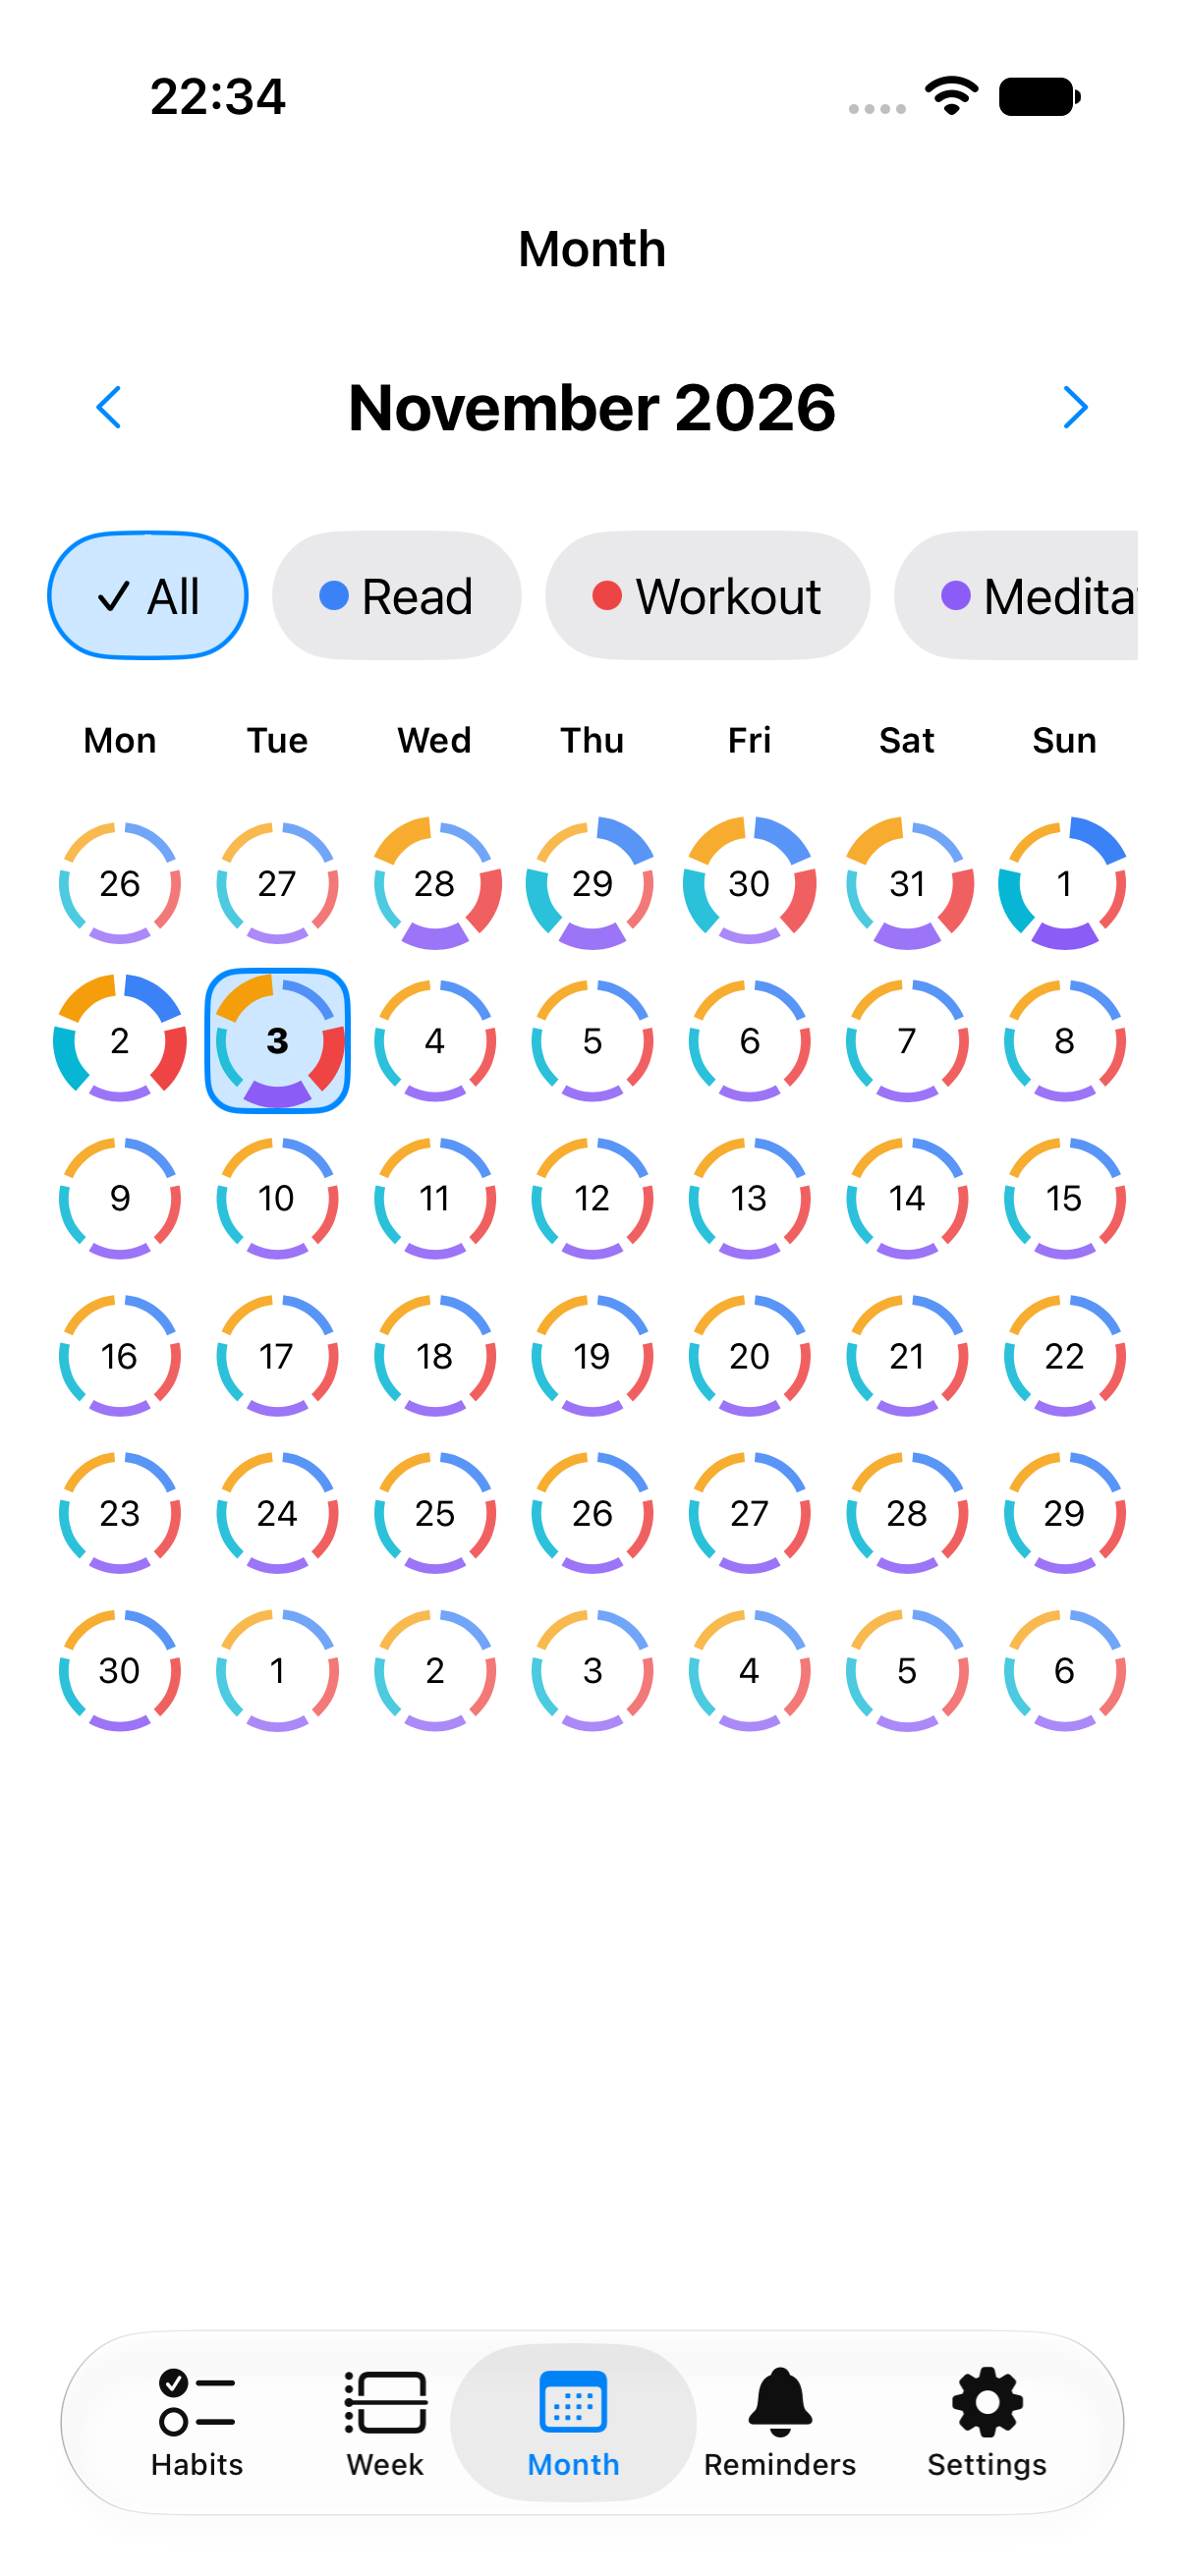 22:34
Month
November 2026
All Read Workout Medita
Mon Tue Wed Thu Fri Sat Sun
26 27 28 29 30 31 1
2 3 4 5 6 7 8
9 10 11 12 13 14 15
16 17 18 19 20 21 22
23 24 25 26 27 28 29
30 1 2 3 4 5 6
Habits Week Month Reminders Settings